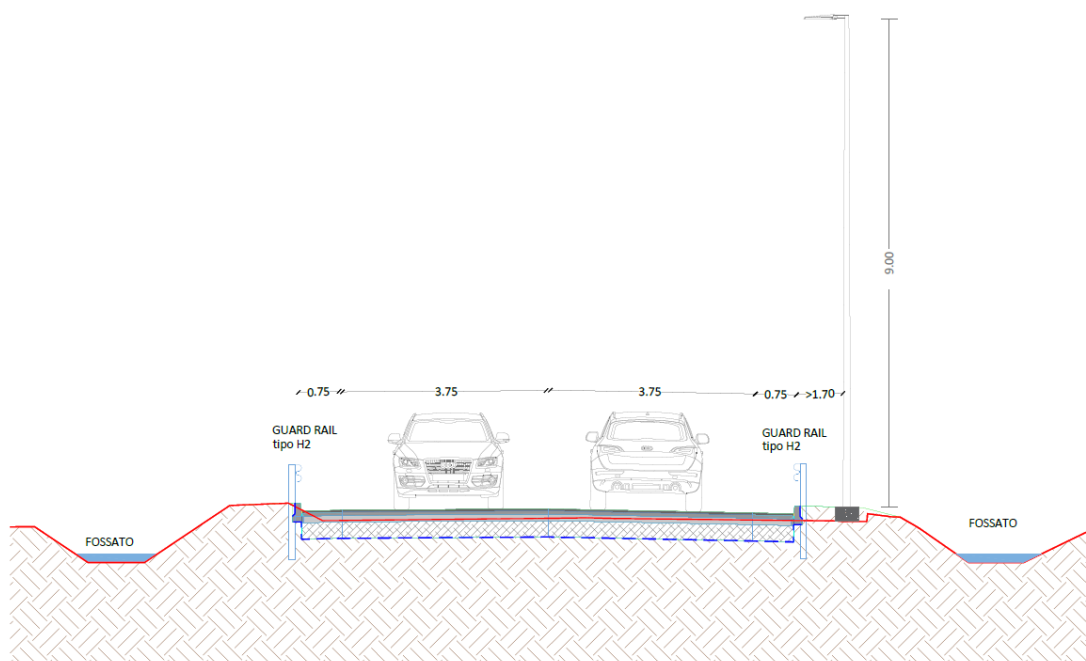 9.00
0.75
3.75
3.75
0.75
>1.70
GUARD RAIL
tipo H2
GUARD RAIL
tipo H2
FOSSATO
FOSSATO